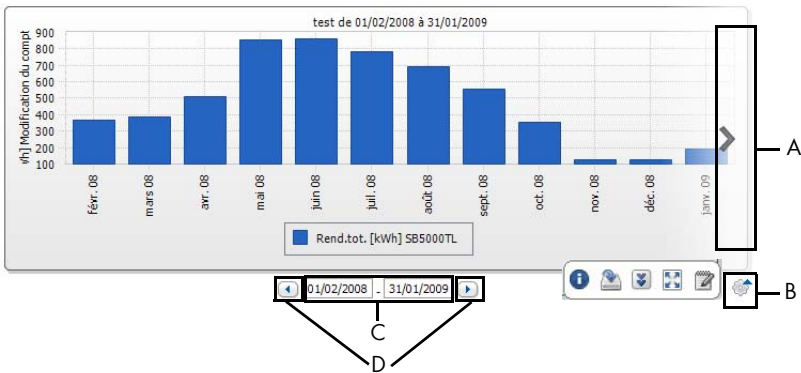 test de 01/02/2008 à 31/01/2009
/h] Modification du compt
900
800
700
600
500
400
300
200
100
févr. 08
mars 08
avr. 08
mai 08
juin 08
juil. 08
août 08
sept. 08
oct. 08
nov. 08
déc. 08
janv. 09
Rend.tot. [kWh] SB5000TL
01/02/2008 - 31/01/2009
A
B
C
D